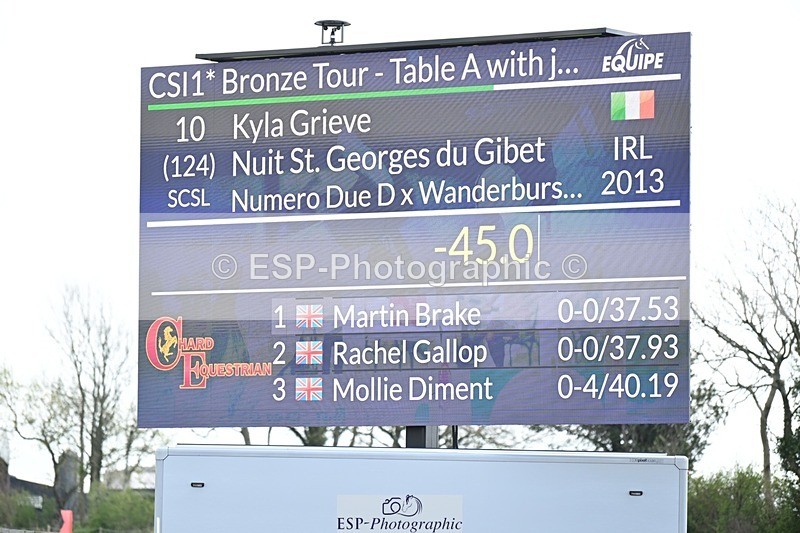 CSI1* Bronze Tour - Table A with j...
EQUIPE
10 Kyla Grieve
(124) Nuit St. Georges du Gibet IRL
SCSL Numero Due D x Wanderburs... 2013
-45.0
© ESP-Photographic ©
1 Martin Brake 0-0/37.53
2 Rachel Gallop 0-0/37.93
3 Mollie Diment 0-4/40.19
CHARD
EQUESTRIAN
ESP-Photographic